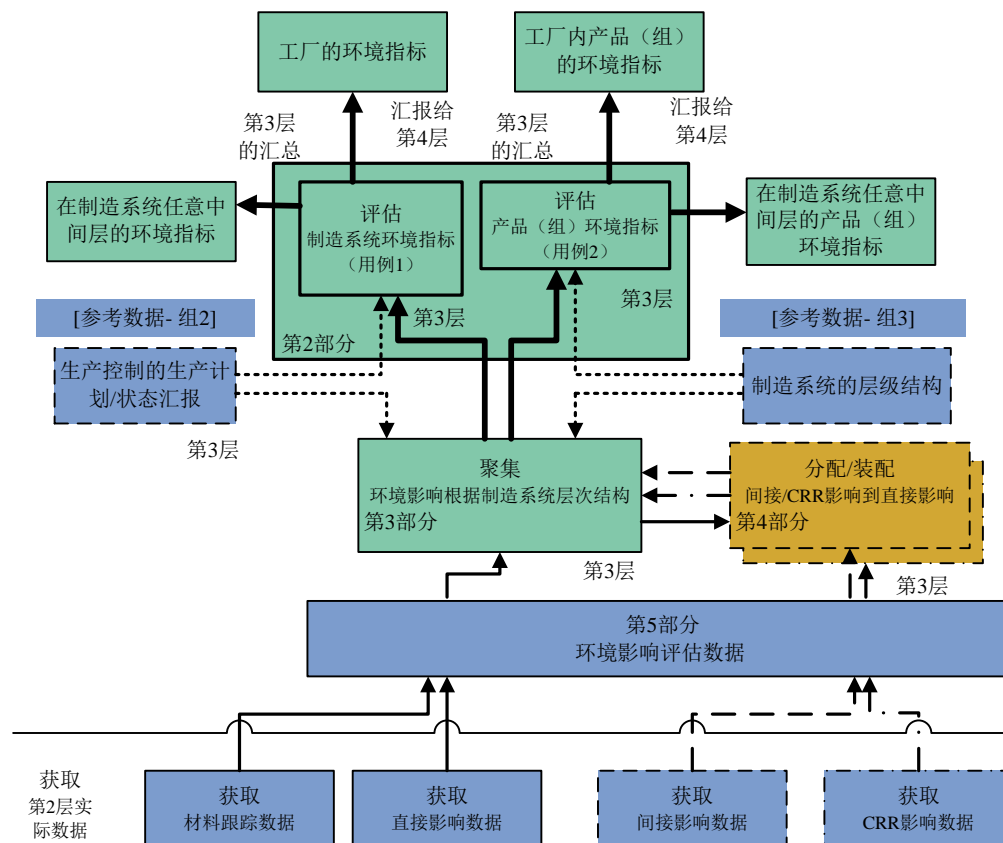 工厂的环境指标
工厂内产品（组）
的环境指标
第3层
的汇总
汇报给
第4层
第3层
的汇总
汇报给
第4层
在制造系统任意中
间层的环境指标
评估
制造系统环境指标
（用例1）
评估
产品（组）环境指标
（用例2）
在制造系统任意中
间层的产品（组）
环境指标
第3层
第3层
第2部分
[参考数据- 组2]
[参考数据- 组3]
生产控制的生产计
划/状态汇报
制造系统的层级结构
第3层
聚集
环境影响根据制造系统层次结构
第3部分
分配/装配
间接/CRR影响到直接影响
第4部分
第3层
第3层
第5部分
环境影响评估数据
获取
第2层实
际数据
获取
材料跟踪数据
获取
直接影响数据
获取
间接影响数据
获取
CRR影响数据